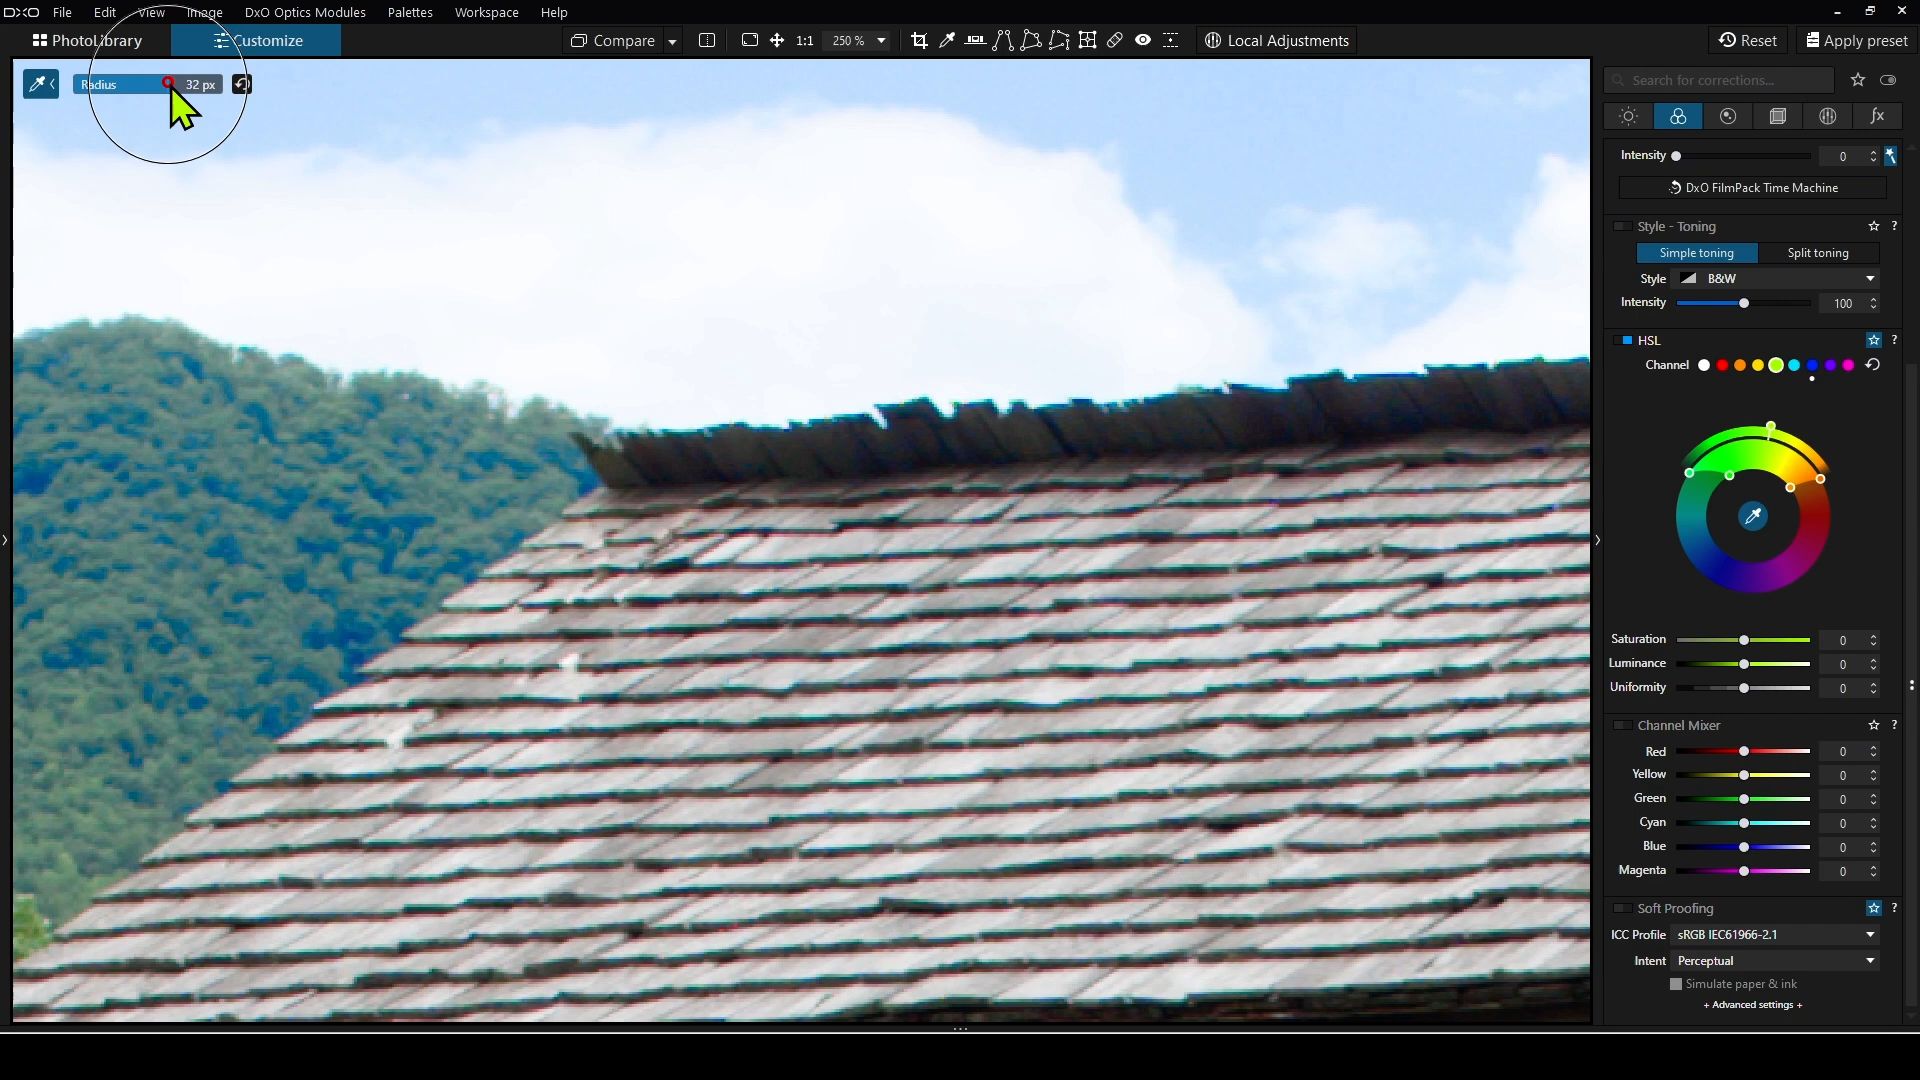 DXO File Edit View Image DxO Optics Modules Palettes Workspace Help
PhotoLibrary Customize Compare 1:1 250 % Local Adjustments Reset Apply preset
Radius 32 px
Search for corrections...
fx
Intensity 0
DxO FilmPack Time Machine
Style - Toning ?
Simple toning Split toning
Style B&W
Intensity 100
HSL ?
Channel
Saturation 0
Luminance 0
Uniformity 0
Channel Mixer ?
Red 0
Yellow 0
Green 0
Cyan 0
Blue 0
Magenta 0
Soft Proofing ?
ICC Profile sRGB IEC61966-2.1
Intent Perceptual
Simulate paper & ink
+ Advanced settings +